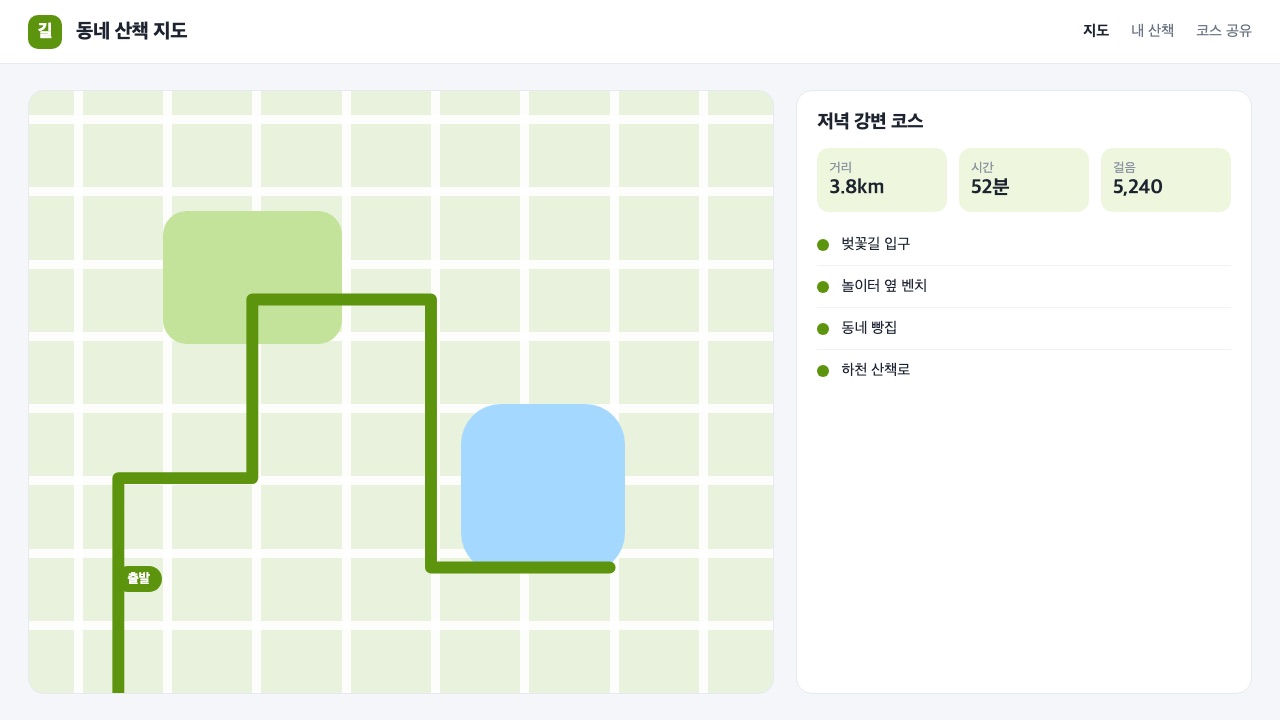 길
동네 산책 지도
지도
내 산책
코스 공유
출발
저녁 강변 코스
거리
3.8km
시간
52분
걸음
5,240
벚꽃길 입구
놀이터 옆 벤치
동네 빵집
하천 산책로